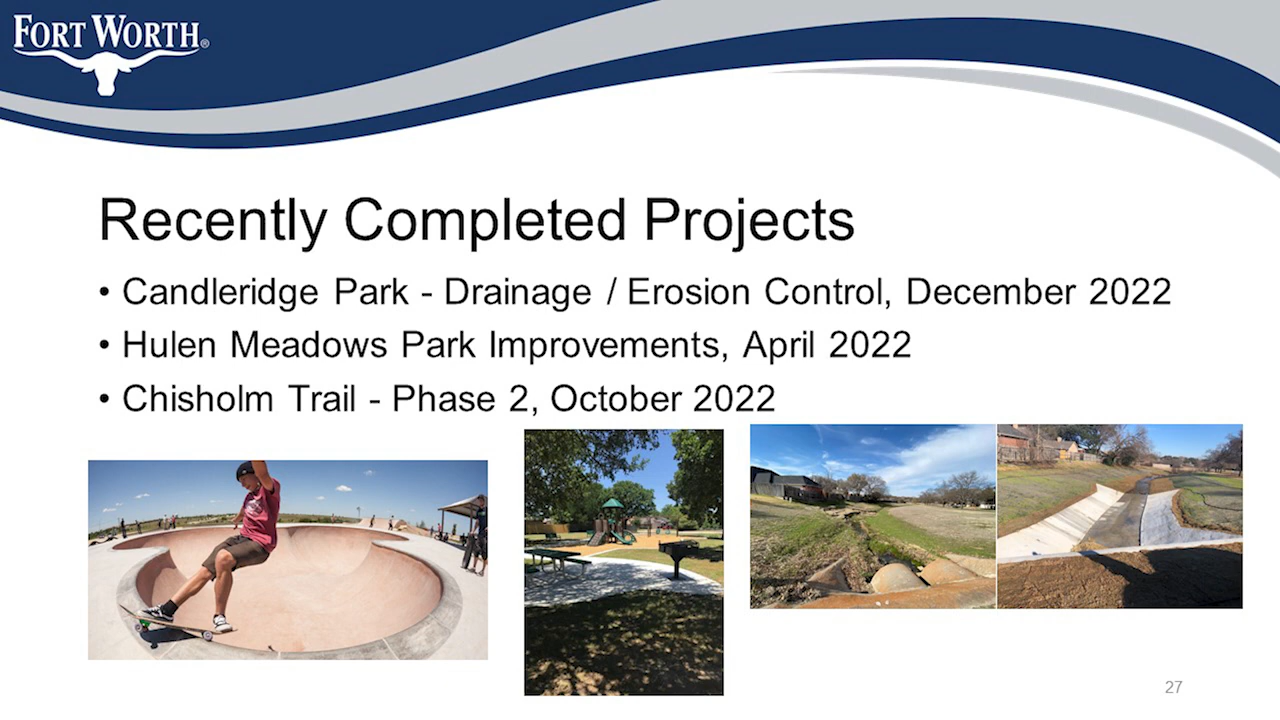 FORT WORTH®
Recently Completed Projects
• Candleridge Park - Drainage / Erosion Control, December 2022
• Hulen Meadows Park Improvements, April 2022
• Chisholm Trail - Phase 2, October 2022
27